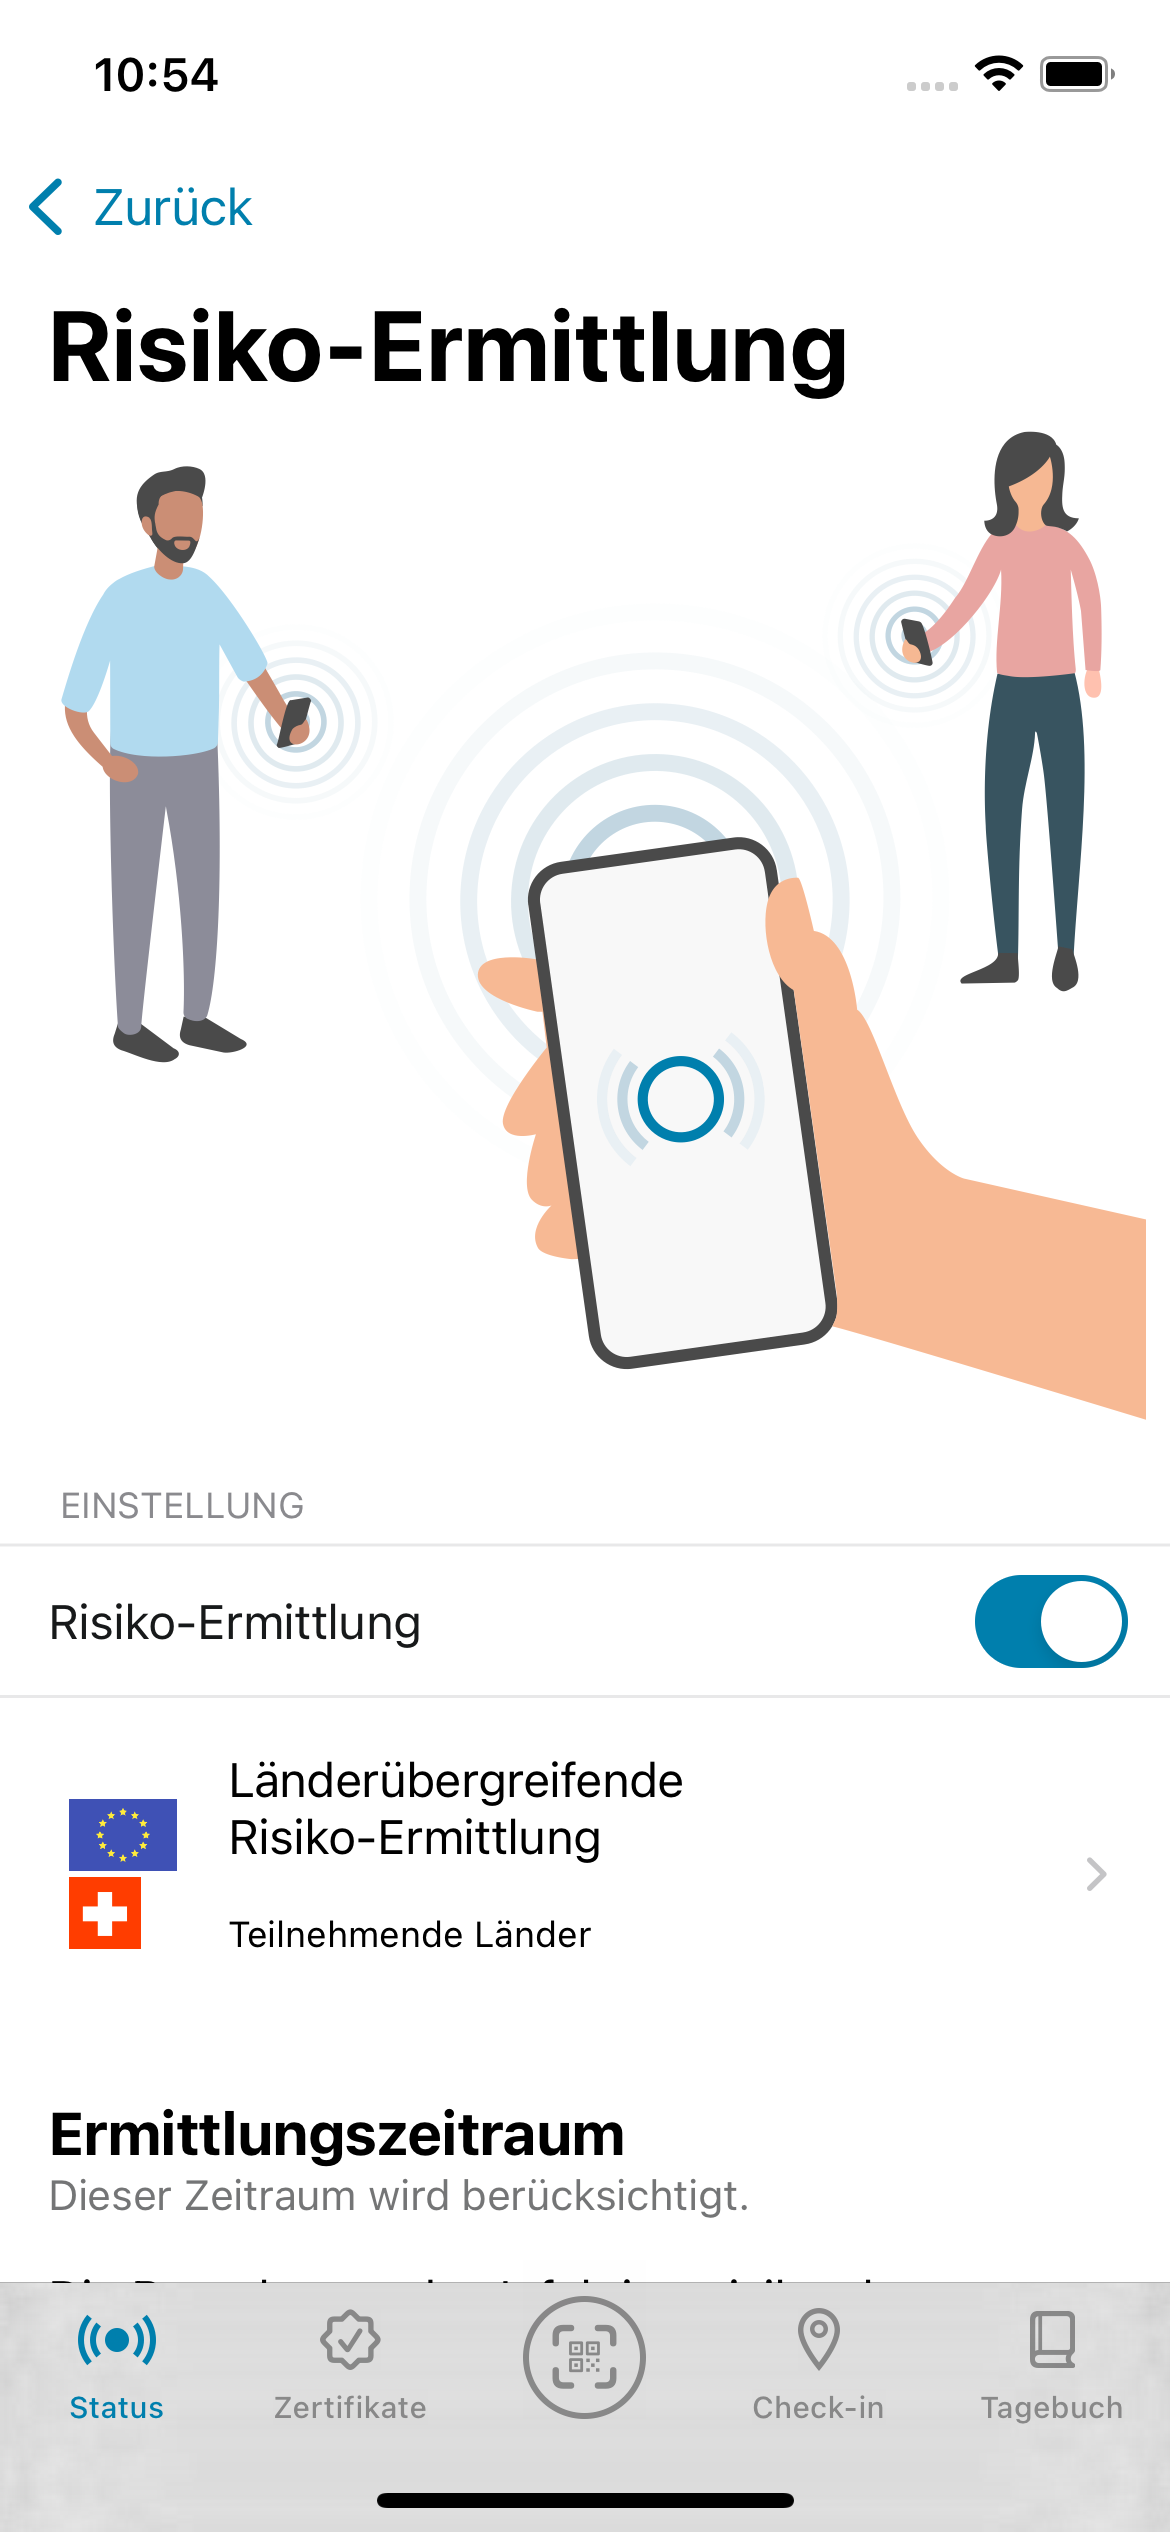 10:54
Zurück
Risiko-Ermittlung
EINSTELLUNG
Risiko-Ermittlung
Länderübergreifende
Risiko-Ermittlung
Teilnehmende Länder
Ermittlungszeitraum
Dieser Zeitraum wird berücksichtigt.
Status
Zertifikate
Check-in
Tagebuch